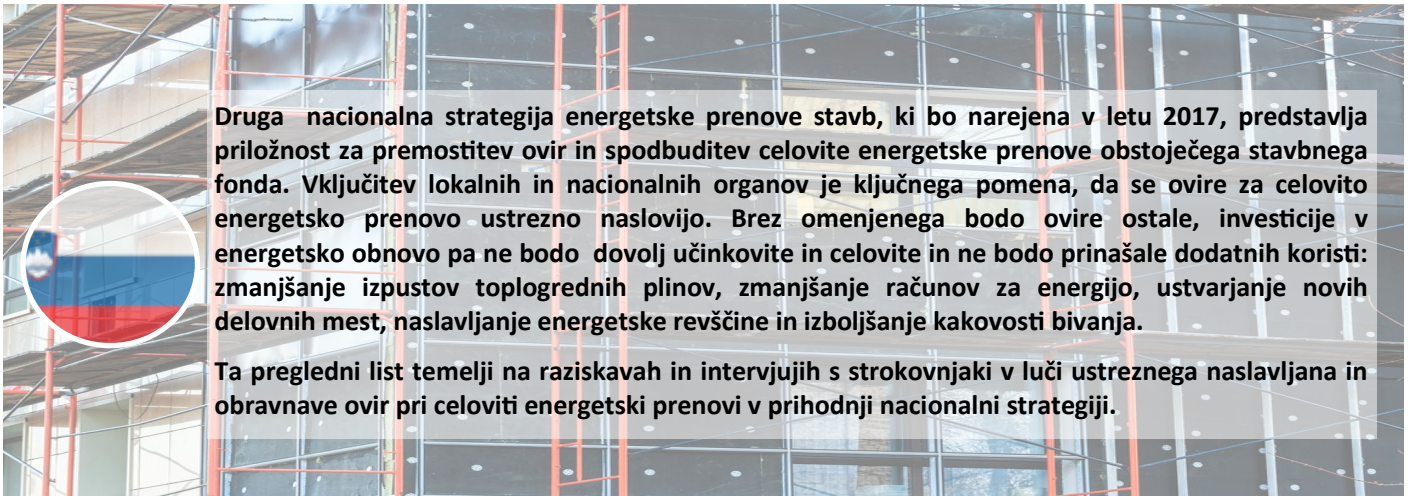 Druga nacionalna strategija energetske prenove stavb, ki bo narejena v letu 2017, predstavlja
priložnost za premostitev ovir in spodbuditev celovite energetske prenove obstoječega stavbnega
fonda. Vključitev lokalnih in nacionalnih organov je ključnega pomena, da se ovire za celovito
energetsko prenovo ustrezno naslovijo. Brez omenjenega bodo ovire ostale, investicije v
energetsko obnovo pa ne bodo dovolj učinkovite in celovite in ne bodo prinašale dodatnih koristi:
zmanjšanje izpustov toplogrednih plinov, zmanjšanje računov za energijo, ustvarjanje novih
delovnih mest, naslavljanje energetske revščine in izboljšanje kakovosti bivanja.
Ta pregledni list temelji na raziskavah in intervjujih s strokovnjaki v luči ustreznega naslavljana in
obravnave ovir pri celoviti energetski prenovi v prihodnji nacionalni strategiji.